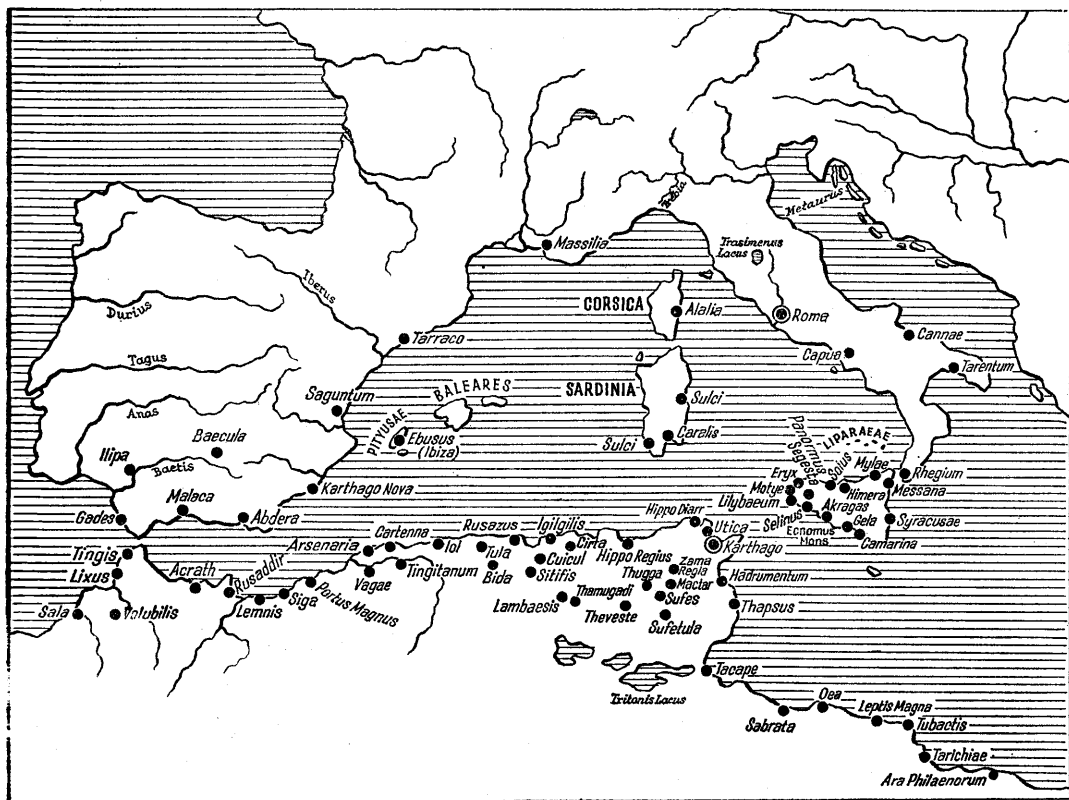 Metaurus
Trebia
Massilia
Trasimenus
Lacus
Iberus
CORSICA
Alalia
Durius
Roma
Tarraco
Cannae
Capua
Tagus
Tarentum
SARDINIA
BALEARES
Saguntum
Sulci
Anas
PITYUSAE
Ebusus
(Ibiza)
Baecula
Caralis
Sulci
LIPARAEAE
Panormus
Segesta
Solus
Ilipa
Baetis
Mylae
Rhegium
Eryx
Karthago Nova
Motye
Himera
Messana
Malaca
Lilybaeum
Akragas
Gades
Abdera
Hippo Diarr
Selinus
Gela
Syracusae
Ecnomus
Mons
Utica
Camarina
Cartenna
Rusazus
Igilgilis
Arsenaria
Iol
Tula
Cirta
Hippo Regius
Karthago
Tingis
Cuicul
Zama
Regia
Lixus
Acrath
Rusaddir
Vagae
Tingitanum
Bida
Sitifis
Thugga
Mactar
Hadrumentum
Siga
Portus Magnus
Lemnis
Lambaesis
Thamugadi
Sufes
Thapsus
Sala
Volubilis
Theveste
Sufetula
Tacape
Tritonis Lacus
Oea
Leptis Magna
Sabrata
Tubactis
Tarichiae
Ara Philaenorum